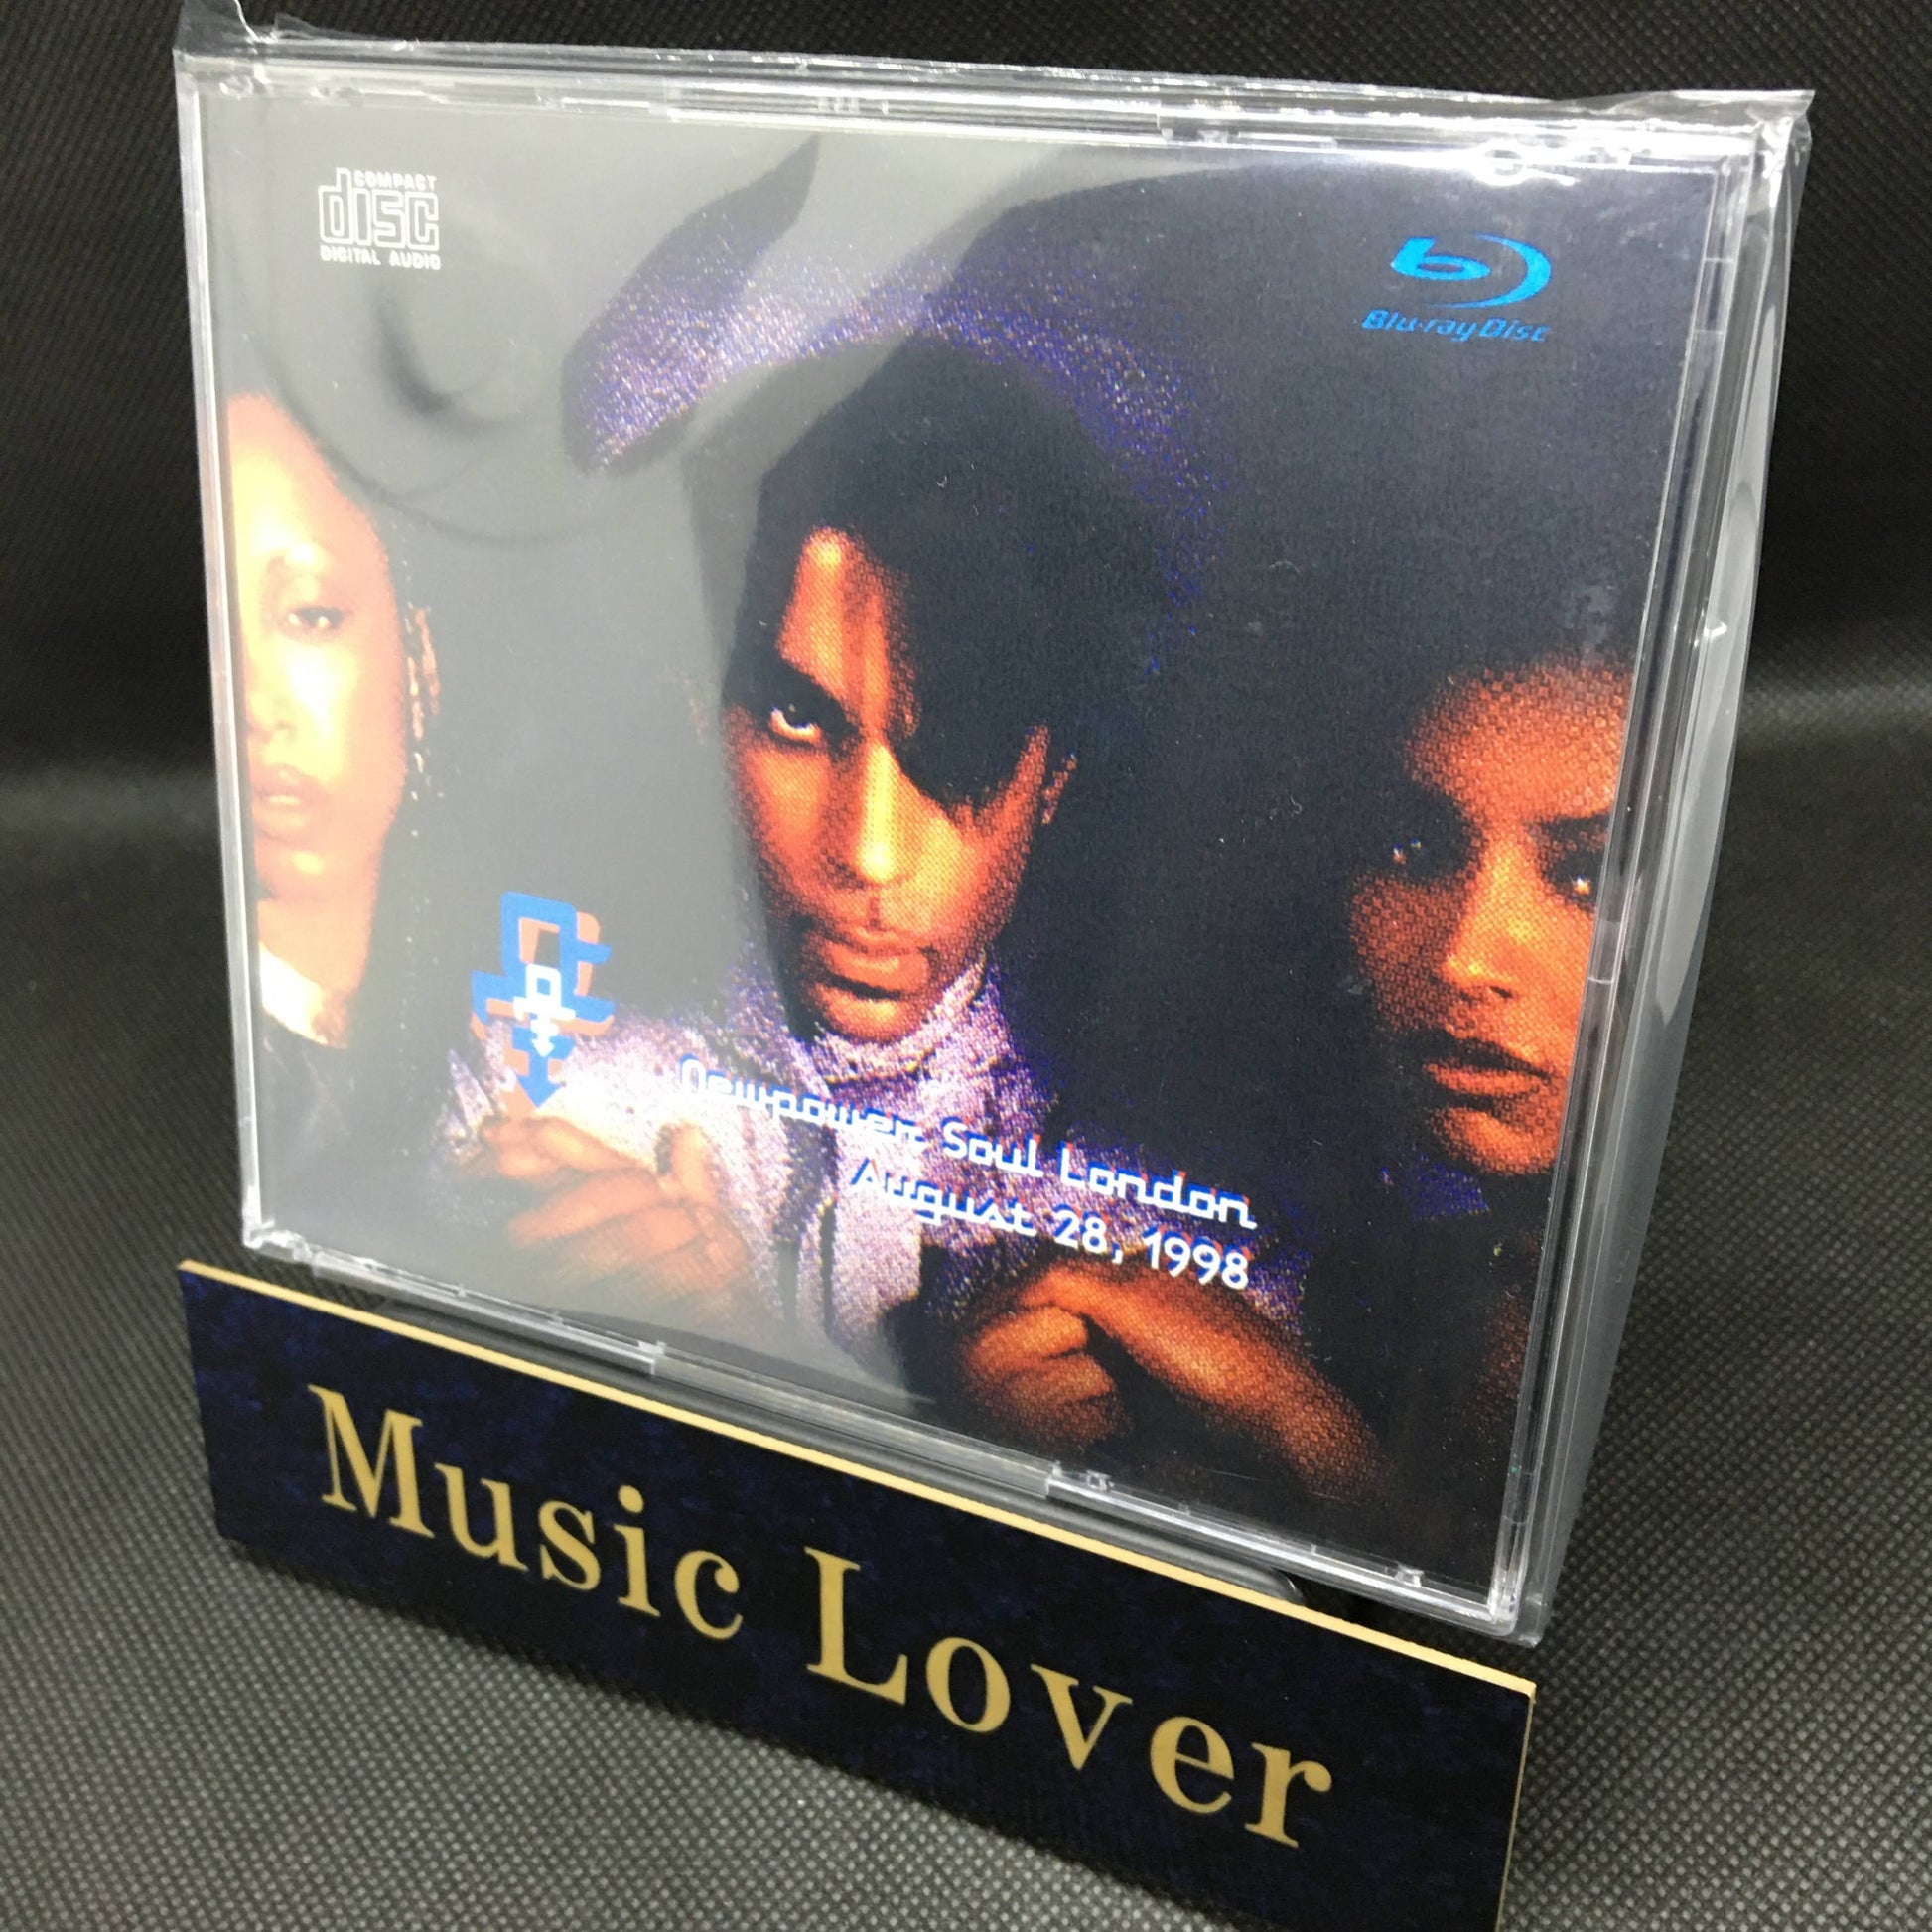 COMPACT
disc
DIGITAL AUDIO
Blu-ray Disc
Newpower Soul London
August 28, 1998
Music Lover